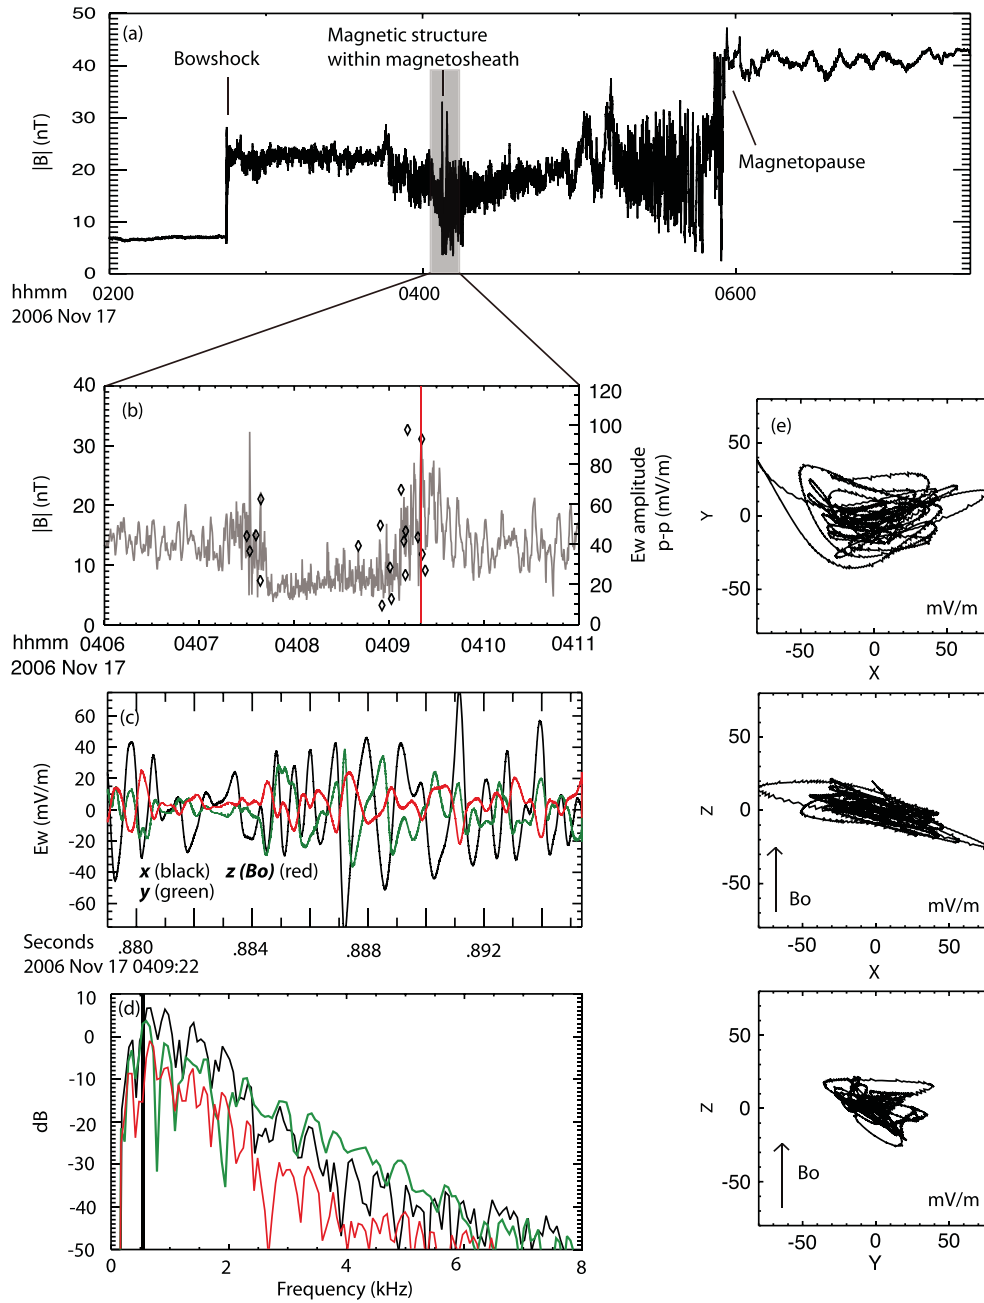 50
40
30
20
10
0
|B| (nT)
(a)
Bowshock
Magnetic structure
within magnetosheath
Magnetopause
hhmm
0200
0400
0600
2006 Nov 17
40
30
20
10
0
|B| (nT)
(b)
120
100
80
60
40
20
0
Ew amplitude
p-p (mV/m)
hhmm
0406
0407
0408
0409
0410
0411
2006 Nov 17
60
40
20
0
-20
-40
-60
Ew (mV/m)
(c)
x (black) z (Bo) (red)
y (green)
Seconds
.880
.884
.888
.892
2006 Nov 17 0409:22
10
0
-10
-20
-30
-40
-50
dB
(d)
0
2
4
6
8
Frequency (kHz)
(e)
50
0
-50
Y
mV/m
-50
0
50
X
50
0
-50
Z
Bo
mV/m
-50
0
50
X
50
0
-50
Z
Bo
mV/m
-50
0
50
Y